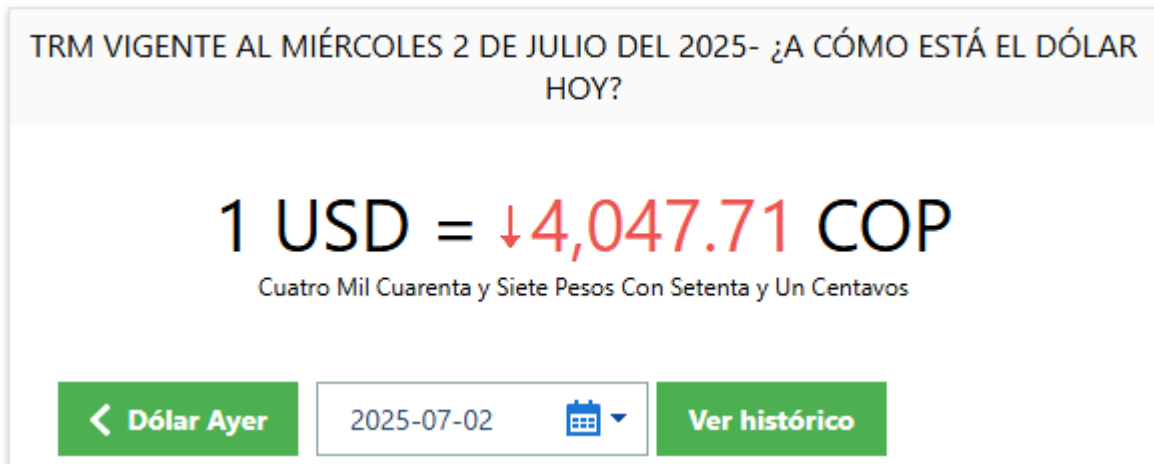 TRM VIGENTE AL MIÉRCOLES 2 DE JULIO DEL 2025- ¿A CÓMO ESTÁ EL DÓLAR
HOY?
1 USD = ↓4,047.71 COP
Cuatro Mil Cuarenta y Siete Pesos Con Setenta y Un Centavos
Dólar Ayer 2025-07-02 Ver histórico